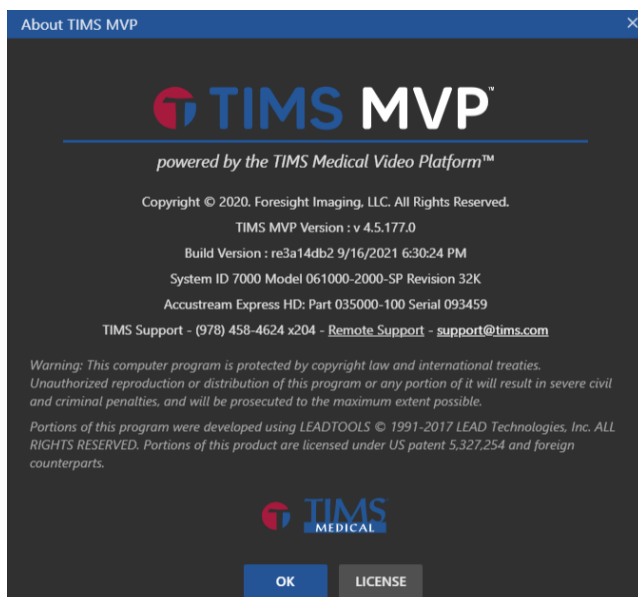 About TIMS MVP
TIMS MVP™
powered by the TIMS Medical Video Platform™
Copyright © 2020. Foresight Imaging, LLC. All Rights Reserved.
TIMS MVP Version : v 4.5.177.0
Build Version : re3a14db2 9/16/2021 6:30:24 PM
System ID 7000 Model 061000-2000-SP Revision 32K
Accustream Express HD: Part 035000-100 Serial 093459
TIMS Support - (978) 458-4624 x204 - Remote Support - support@tims.com
Warning: This computer program is protected by copyright law and international treaties.
Unauthorized reproduction or distribution of this program or any portion of it will result in severe civil
and criminal penalties, and will be prosecuted to the maximum extent possible.
Portions of this program were developed using LEADTOOLS © 1991-2017 LEAD Technologies, Inc. ALL
RIGHTS RESERVED. Portions of this product are licensed under US patent 5,327,254 and foreign
counterparts.
TIMS
MEDICAL
OK LICENSE